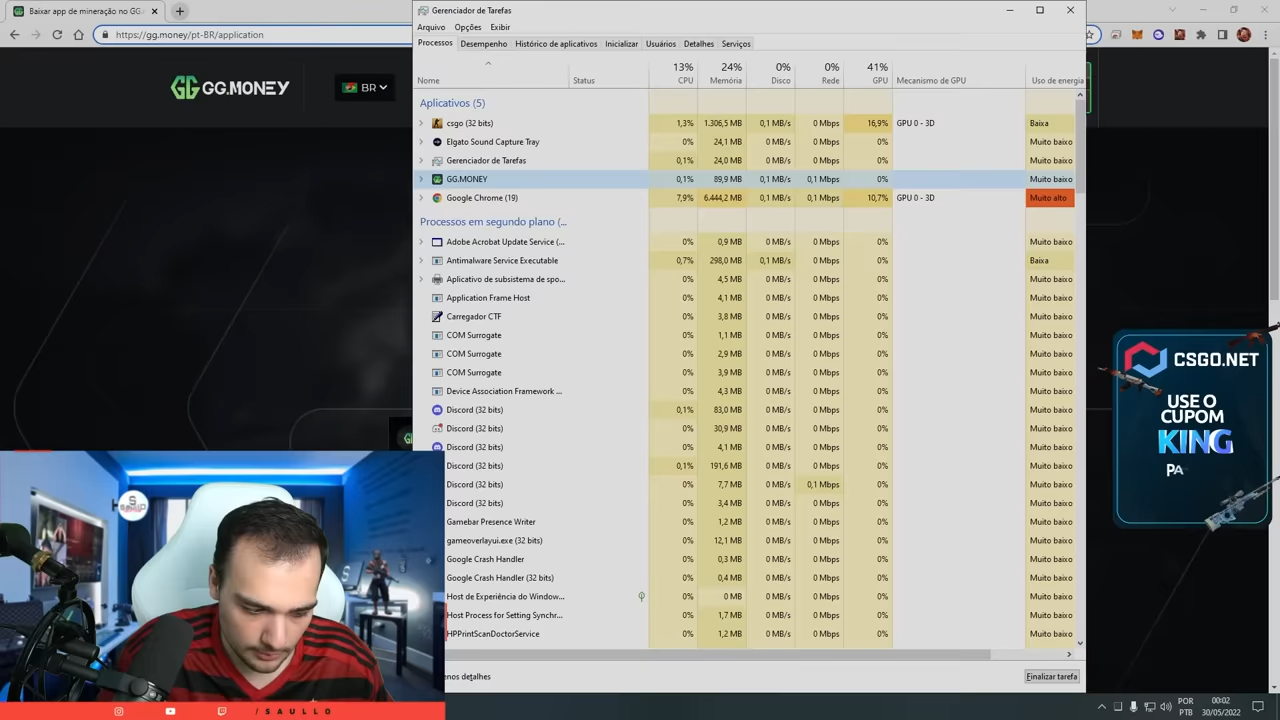 Baixar app de mineração no GG
https://gg.money/pt-BR/application
GG.MONEY
BR
Gerenciador de Tarefas
Arquivo Opções Exibir
Processos Desempenho Histórico de aplicativos Inicializar Usuários Detalhes Serviços
13% 24% 0% 0% 41%
Nome Status CPU Memória Disco Rede GPU Mecanismo de GPU Uso de energia
Aplicativos (5)
csgo (32 bits) 1,3% 1.306,5 MB 0,1 MB/s 0 Mbps 16,9% GPU 0 - 3D Baixa
Elgato Sound Capture Tray 0% 24,1 MB 0 MB/s 0 Mbps 0% Muito baixo
Gerenciador de Tarefas 0,1% 24,0 MB 0 MB/s 0 Mbps 0% Muito baixo
GG.MONEY 0,1% 89,9 MB 0,1 MB/s 0,1 Mbps 0% Muito baixo
Google Chrome (19) 7,9% 6.444,2 MB 0,1 MB/s 0,1 Mbps 10,7% GPU 0 - 3D Muito alto
Processos em segundo plano (...
Adobe Acrobat Update Service (... 0% 0,9 MB 0 MB/s 0 Mbps 0% Muito baixo
Antimalware Service Executable 0,7% 298,0 MB 0,1 MB/s 0 Mbps 0% Baixa
Aplicativo de subsistema de spo... 0% 4,5 MB 0 MB/s 0 Mbps 0% Muito baixo
Application Frame Host 0% 4,1 MB 0 MB/s 0 Mbps 0% Muito baixo
Carregador CTF 0% 3,8 MB 0 MB/s 0 Mbps 0% Muito baixo
COM Surrogate 0% 1,1 MB 0 MB/s 0 Mbps 0% Muito baixo
COM Surrogate 0% 2,9 MB 0 MB/s 0 Mbps 0% Muito baixo
COM Surrogate 0% 3,9 MB 0 MB/s 0 Mbps 0% Muito baixo
Device Association Framework ... 0% 4,3 MB 0 MB/s 0 Mbps 0% Muito baixo
Discord (32 bits) 0,1% 83,0 MB 0 MB/s 0 Mbps 0% Muito baixo
Discord (32 bits) 0% 30,9 MB 0 MB/s 0 Mbps 0% Muito baixo
Discord (32 bits) 0% 4,1 MB 0 MB/s 0 Mbps 0% Muito baixo
Discord (32 bits) 0,1% 191,6 MB 0 MB/s 0 Mbps 0% Muito baixo
Discord (32 bits) 0% 7,7 MB 0 MB/s 0,1 Mbps 0% Muito baixo
Discord (32 bits) 0% 3,4 MB 0 MB/s 0 Mbps 0% Muito baixo
Gamebar Presence Writer 0% 1,2 MB 0 MB/s 0 Mbps 0% Muito baixo
gameoverlayui.exe (32 bits) 0% 12,1 MB 0 MB/s 0 Mbps 0% Muito baixo
Google Crash Handler 0% 0,3 MB 0 MB/s 0 Mbps 0% Muito baixo
Google Crash Handler (32 bits) 0% 0,4 MB 0 MB/s 0 Mbps 0% Muito baixo
Host de Experiência do Window... 0% 0 MB 0 MB/s 0 Mbps 0% Muito baixo
Host Process for Setting Synchr... 0% 1,7 MB 0 MB/s 0 Mbps 0% Muito baixo
HPPrintScanDoctorService 0% 1,2 MB 0 MB/s 0 Mbps 0% Muito baixo
enos detalhes
Finalizar tarefa
CSGO.NET
USE O
CUPOM
KING
PA
/ S A U L L O
POR
PTB
00:02
30/05/2022